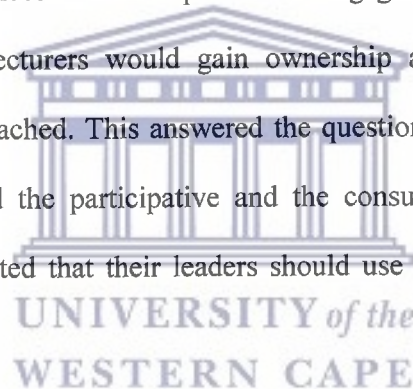 ecturers would gain ownership a
ached. This answered the question
the participative and the consu
ted that their leaders should use
UNIVERSITY of the
WESTERN CAPE